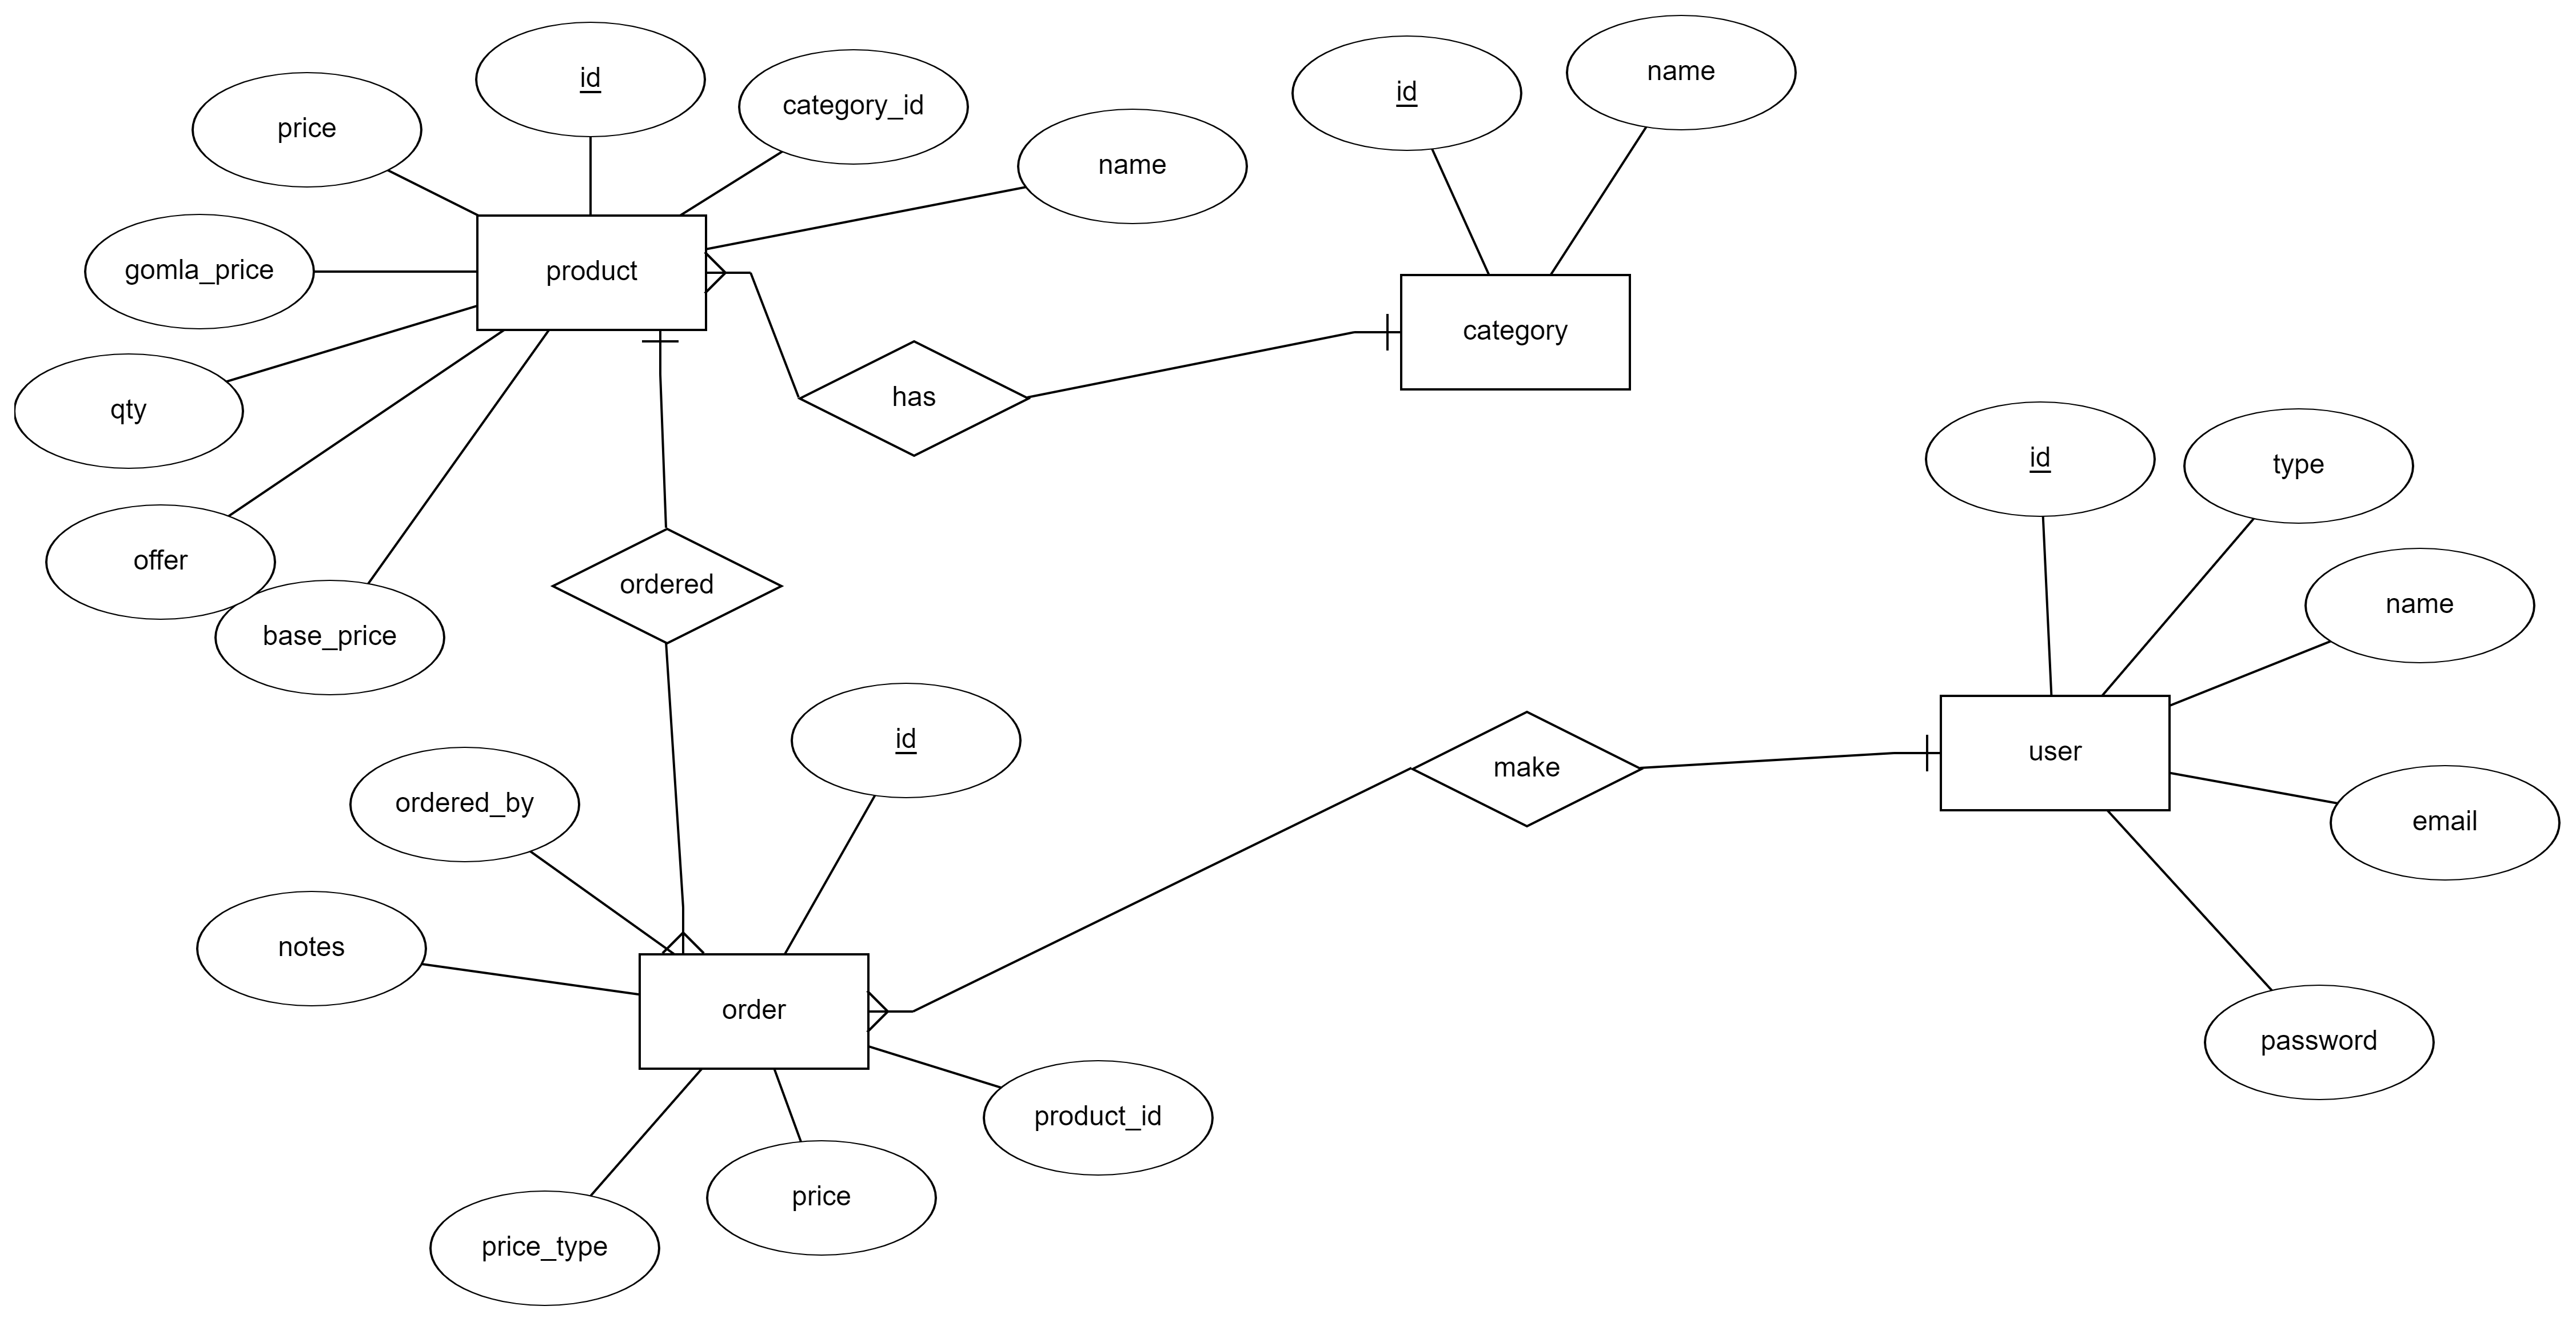 id
name
price
id
category_id
name
gomla_price
product
category
qty
has
id
type
offer
ordered
name
base_price
id
ordered_by
make
user
email
notes
order
password
product_id
price
price_type